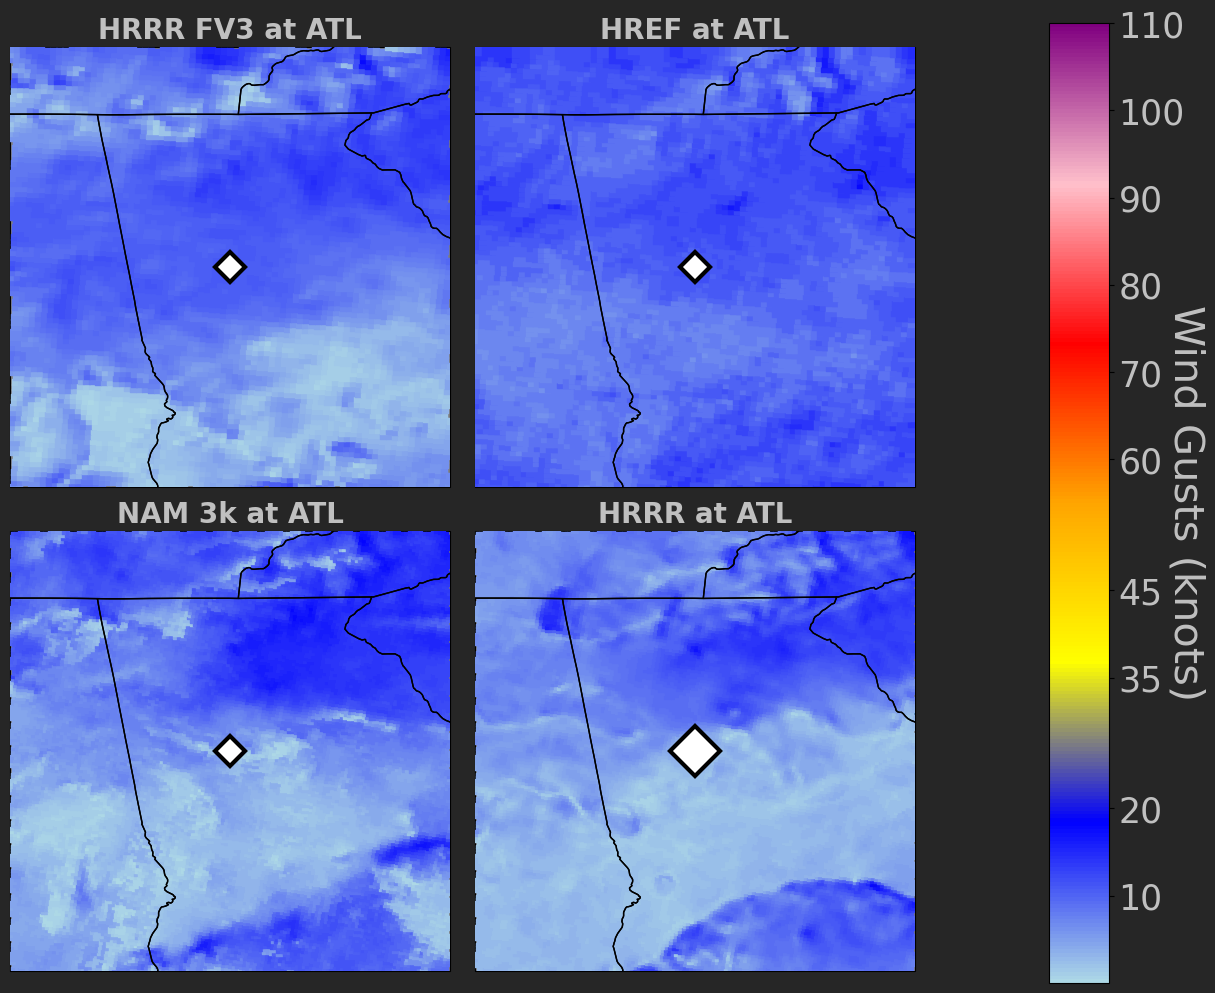 HRRR FV3 at ATL
HREF at ATL
NAM 3k at ATL
HRRR at ATL
110
100
90
80
70
60
45
35
20
10
Wind Gusts (knots)